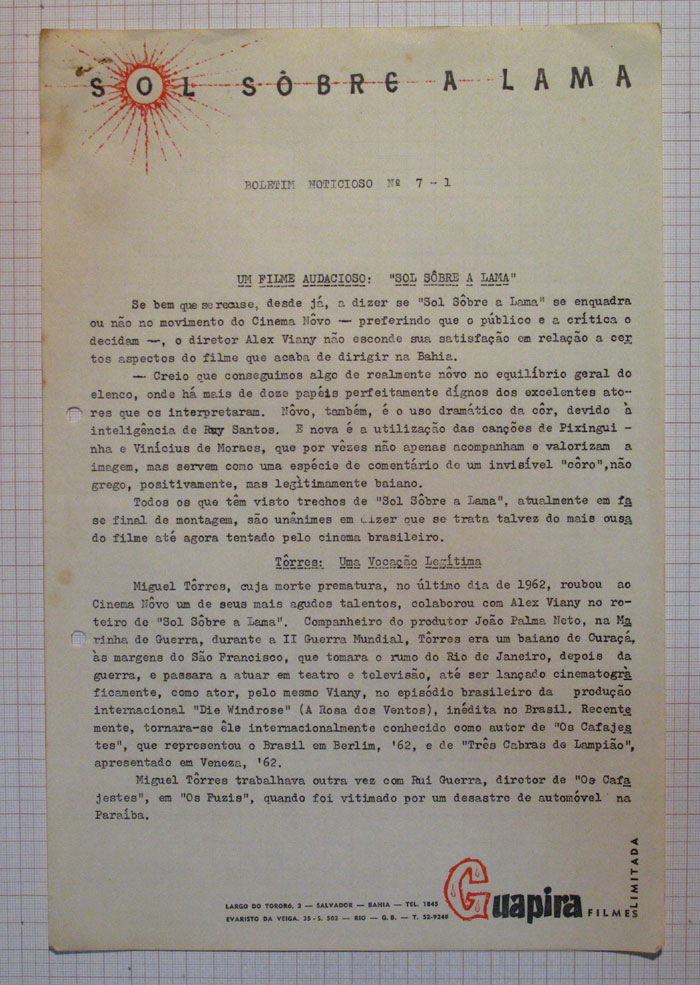 SOL SÔBRE A LAMA
BOLETIM NOTICIOSO Nº 7 - 1
UM FILME AUDACIOSO: "SOL SÔBRE A LAMA"
Se bem que se recuse, desde já, a dizer se "Sol Sôbre a Lama" se enquadra
ou não no movimento do Cinema Nôvo — preferindo que o público e a crítica o
decidam —, o diretor Alex Viany não esconde sua satisfação em relação a cer
tos aspectos do filme que acaba de dirigir na Bahia.
— Creio que conseguimos algo de realmente nôvo no equilíbrio geral do
elenco, onde há mais de doze papéis perfeitamente dígnos dos excelentes ato-
res que os interpretaram. Nôvo, também, é o uso dramático da côr, devido à
inteligência de Ruy Santos. E nova é a utilização das canções de Pixingui -
nha e Vinícius de Moraes, que por vêzes não apenas acompanham e valorizam a
imagem, mas servem como uma espécie de comentário de um invisível "côro",não
grego, positivamente, mas legìtimamente baiano.
Todos os que têm visto trechos de "Sol Sôbre a Lama", atualmente em fa
se final de montagem, são unânimes em dizer que se trata talvez do mais ousa
do filme até agora tentado pelo cinema brasileiro.
Tôrres: Uma Vocação Legítima
Miguel Tôrres, cuja morte prematura, no último dia de 1962, roubou ao
Cinema Nôvo um de seus mais agudos talentos, colaborou com Alex Viany no ro-
teiro de "Sol Sôbre a Lama". Companheiro do produtor João Palma Neto, na Ma
rinha de Guerra, durante a II Guerra Mundial, Tôrres era um baiano de Curaçá,
às margens do São Francisco, que tomara o rumo do Rio de Janeiro, depois da
guerra, e passara a atuar em teatro e televisão, até ser lançado cinematogrà
ficamente, como ator, pelo mesmo Viany, no episódio brasileiro da produção
internacional "Die Windrose" (A Rosa dos Ventos), inédita no Brasil. Recente
mente, tornara-se êle internacionalmente conhecido como autor de "Os Cafajes
tes", que representou o Brasil em Berlim, '62, e de "Três Cabras de Lampião",
apresentado em Veneza, '62.
Miguel Tôrres trabalhava outra vez com Rui Guerra, diretor de "Os Cafa
jestes", em "Os Fuzis", quando foi vitimado por um desastre de automóvel na
Paraíba.
LARGO DO TORORÓ, 2 — SALVADOR — BAHIA — TEL. 1845
EVARISTO DA VEIGA, 35 - S. 502 — RIO — G. B. — T. 52-9248
Guapira FILMES LIMITADA